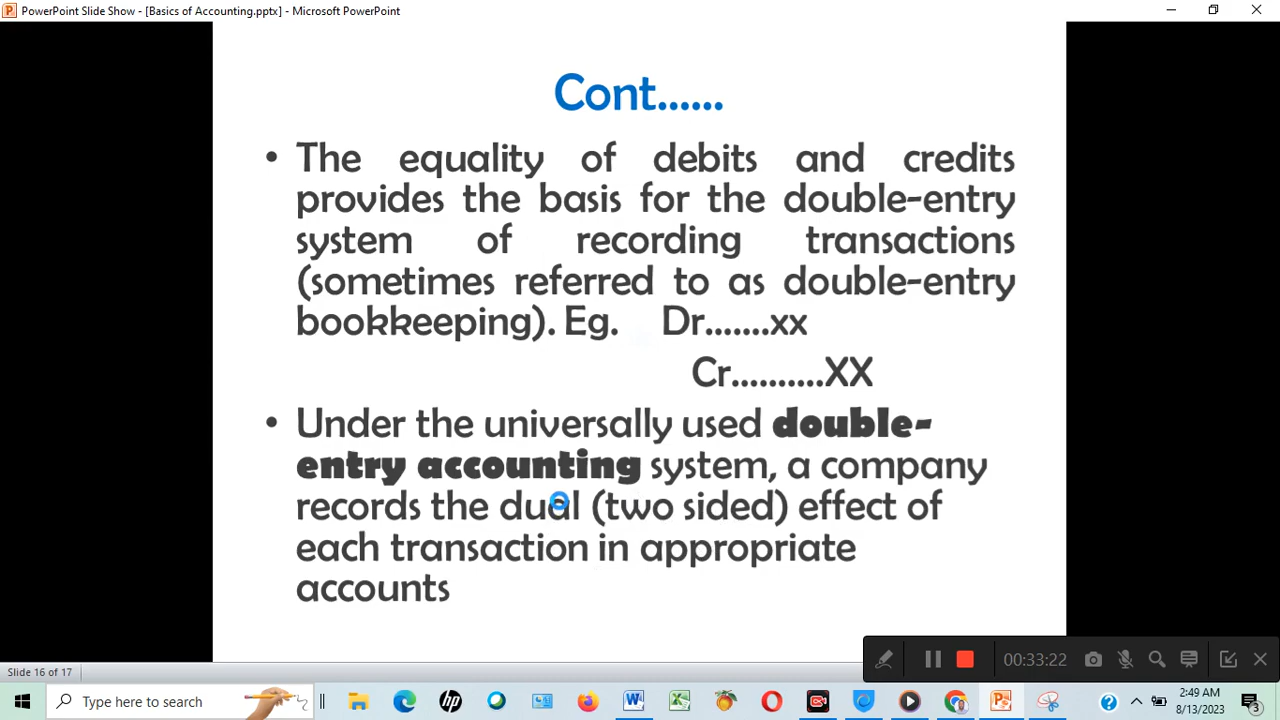 PowerPoint Slide Show - [Basics of Accounting.pptx] - Microsoft PowerPoint
Cont......
• The equality of debits and credits
provides the basis for the double-entry
system of recording transactions
(sometimes referred to as double-entry
bookkeeping). Eg. Dr.......xx
Cr..........XX
• Under the universally used double-
entry accounting system, a company
records the dual (two sided) effect of
each transaction in appropriate
accounts
00:33:22
Slide 16 of 17
Type here to search
2:49 AM
8/13/2023
3